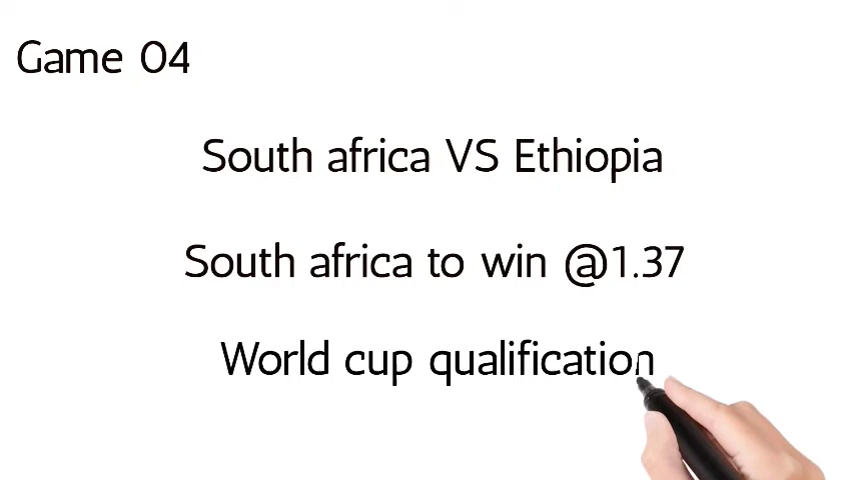 Game 04
South africa VS Ethiopia
South africa to win @1.37
World cup qualification